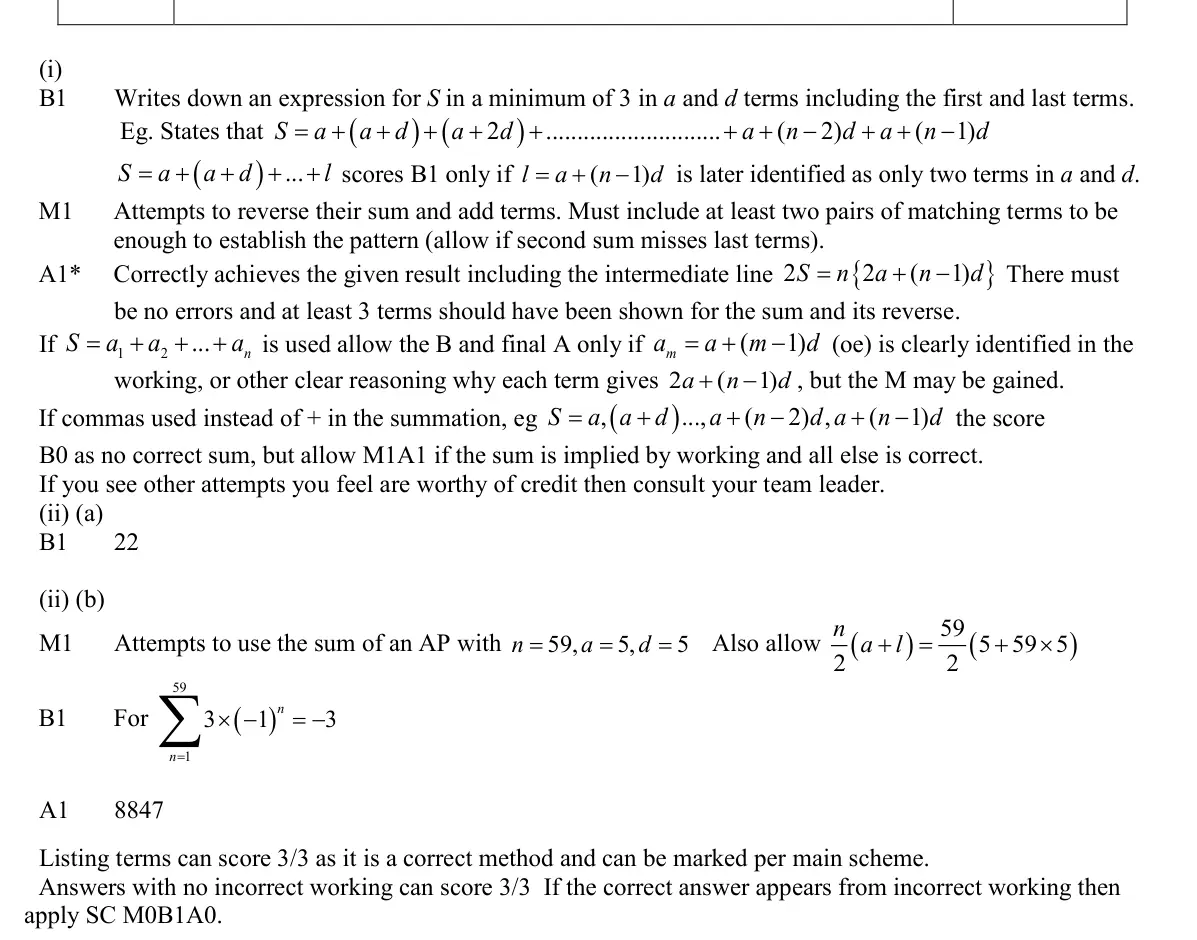 (i)
B1 Writes down an expression for S in a minimum of 3 in a and d terms including the first and last terms.
Eg. States that S = a + (a + d) + (a + 2d) + ............................ + a + (n − 2)d + a + (n − 1)d
S = a + (a + d) + ... + l scores B1 only if l = a + (n − 1)d is later identified as only two terms in a and d.
M1 Attempts to reverse their sum and add terms. Must include at least two pairs of matching terms to be
enough to establish the pattern (allow if second sum misses last terms).
A1* Correctly achieves the given result including the intermediate line 2S = n{2a + (n − 1)d} There must
be no errors and at least 3 terms should have been shown for the sum and its reverse.
If S = a₁ + a₂ + ... + aₙ is used allow the B and final A only if aₘ = a + (m − 1)d (oe) is clearly identified in the
working, or other clear reasoning why each term gives 2a + (n − 1)d , but the M may be gained.
If commas used instead of + in the summation, eg S = a, (a + d)..., a + (n − 2)d, a + (n − 1)d the score
B0 as no correct sum, but allow M1A1 if the sum is implied by working and all else is correct.
If you see other attempts you feel are worthy of credit then consult your team leader.
(ii) (a)
B1 22
(ii) (b)
M1 Attempts to use the sum of an AP with n = 59, a = 5, d = 5 Also allow n/2 (a + l) = 59/2 (5 + 59 × 5)
B1 For ∑_{n=1}^{59} 3 × (−1)ⁿ = −3
A1 8847
Listing terms can score 3/3 as it is a correct method and can be marked per main scheme.
Answers with no incorrect working can score 3/3 If the correct answer appears from incorrect working then
apply SC M0B1A0.